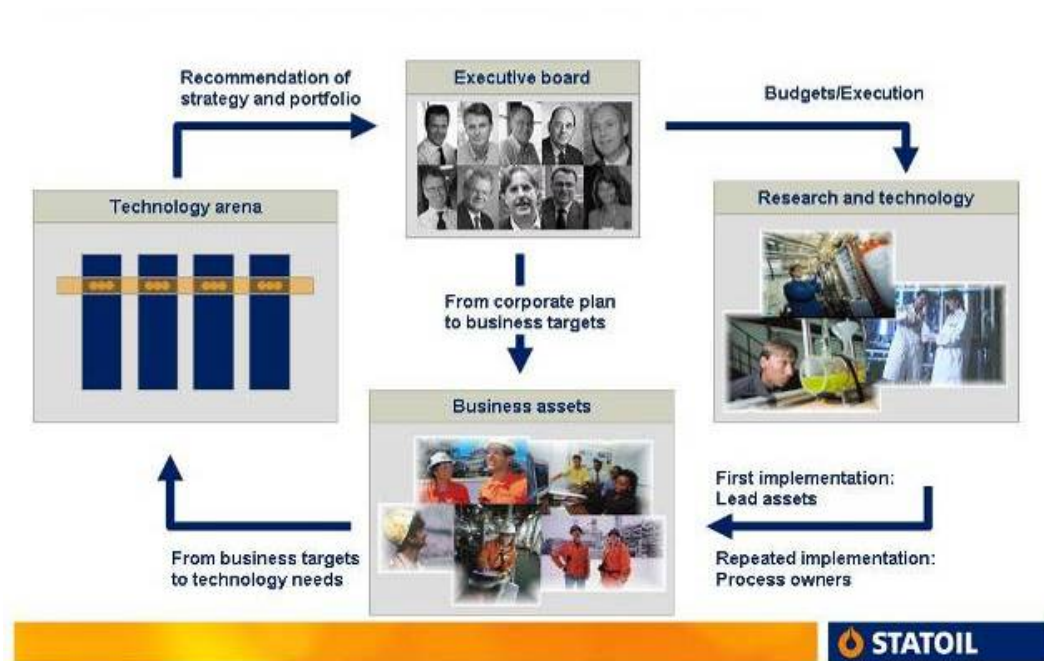 Recommendation of
strategy and portfolio
Executive board
Budgets/Execution
Technology arena
Research and technology
From corporate plan
to business targets
Business assets
First implementation:
Lead assets
From business targets
to technology needs
Repeated implementation:
Process owners
STATOIL